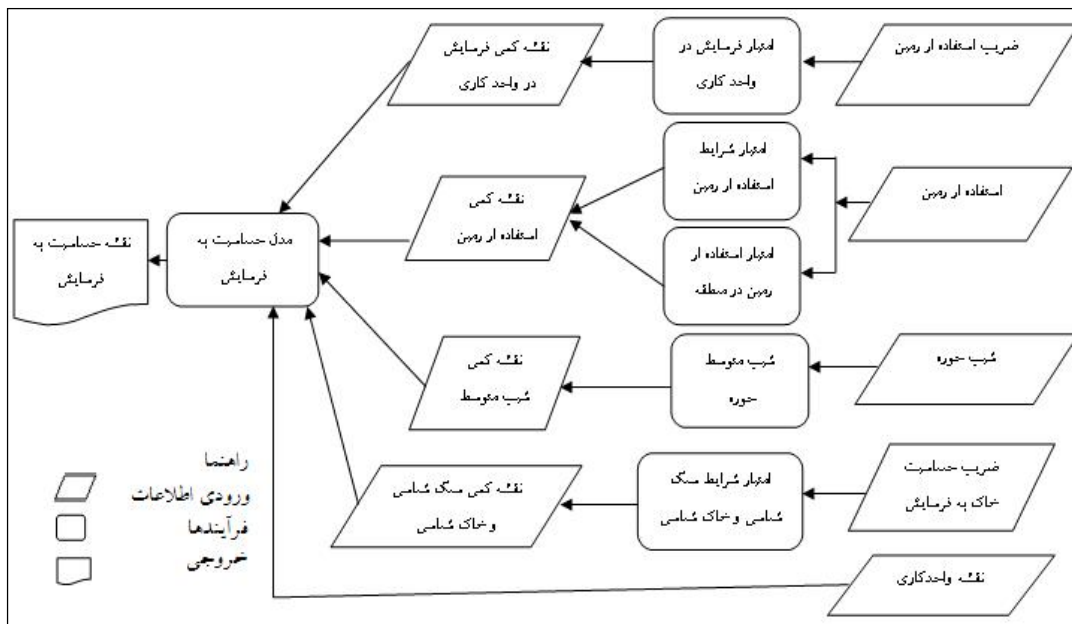 ضریب استفاده از زمین
امتیاز فرسایش در
واحد کاری
نقشه کمی فرسایش
در واحد کاری
استفاده از زمین
امتیاز شرایط
استفاده از زمین
امتیاز استفاده از
زمین در منطقه
نقشه کمی
استفاده از زمین
مدل حساسیت به
فرسایش
نقشه حساسیت به
فرسایش
شیب حوزه
شیب متوسط
حوزه
نقشه کمی
شیب متوسط
ضریب حساسیت
خاک به فرسایش
امتیاز شرایط سنگ
شناسی و خاک شناسی
نقشه کمی سنگ شناسی
و خاک شناسی
نقشه واحدکاری
راهنما
ورودی اطلاعات
فرآیندها
خروجی